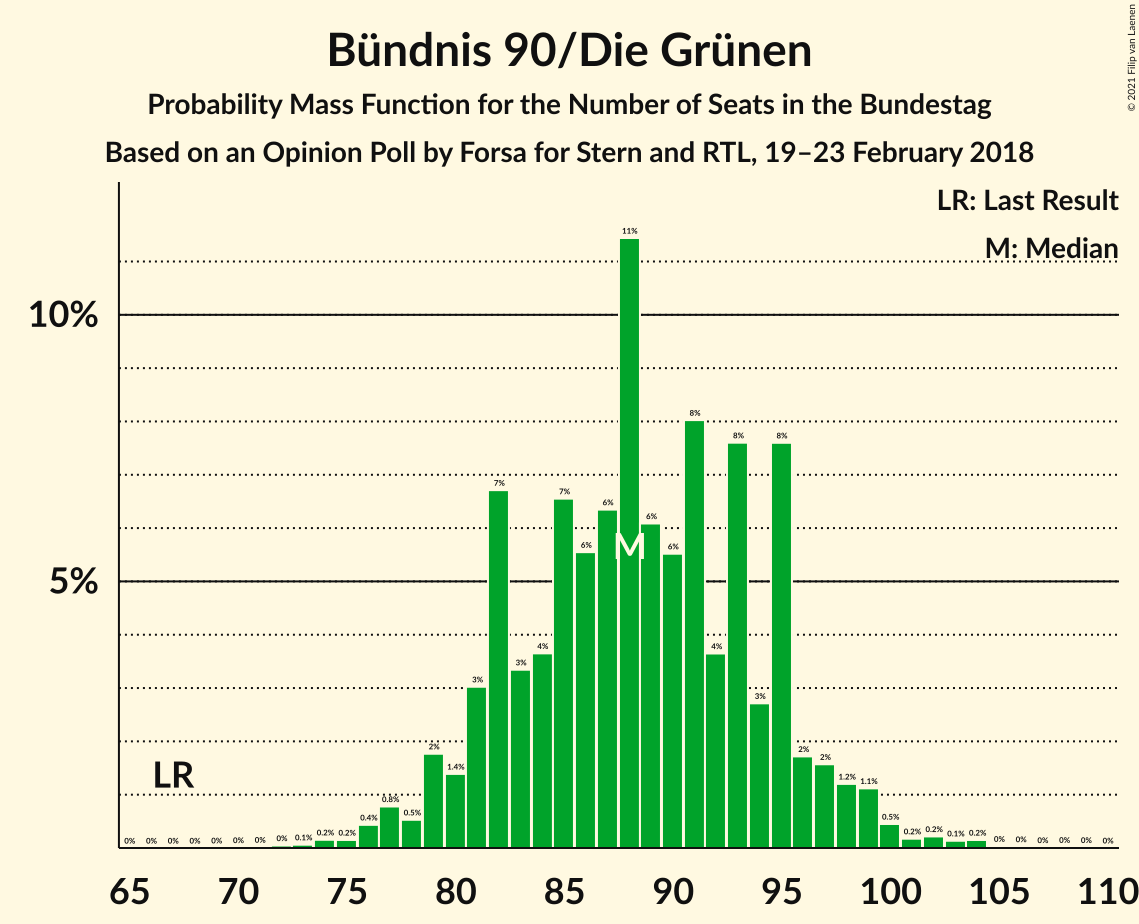 Bündnis 90/Die Grünen
Probability Mass Function for the Number of Seats in the Bundestag
Based on an Opinion Poll by Forsa for Stern and RTL, 19–23 February 2018
© 2021 Filip van Laenen
LR: Last Result
M: Median
10%
5%
LR
M
0% 0% 0% 0% 0% 0% 0% 0% 0.1% 0.2% 0.2% 0.4% 0.8% 0.5% 2% 1.4% 3% 7% 3% 4% 7% 6% 6% 11% 6% 6% 8% 4% 8% 3% 8% 2% 2% 1.2% 1.1% 0.5% 0.2% 0.2% 0.1% 0.2% 0% 0% 0% 0% 0% 0%
65 70 75 80 85 90 95 100 105 110